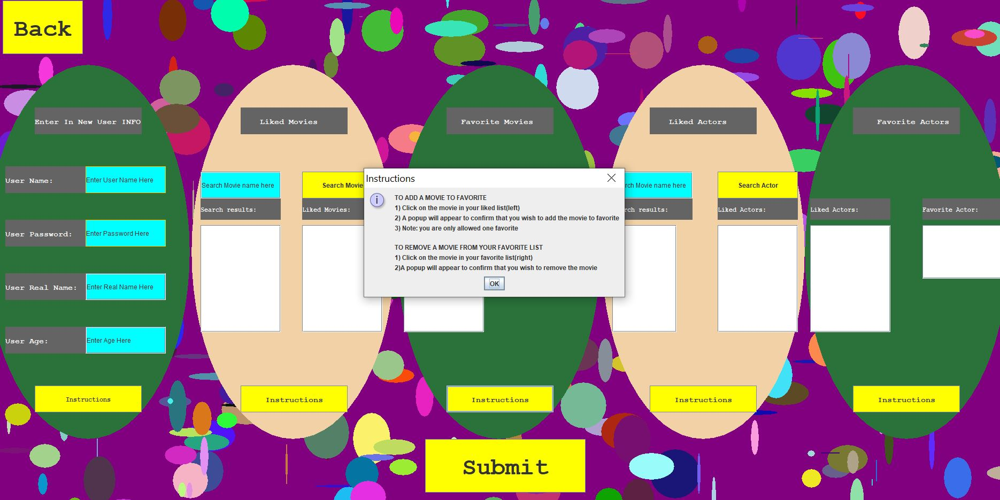 Back
Enter In New User INFO
Liked Movies
Favorite Movies
Liked Actors
Favorite Actors
User Name:
Enter User Name Here
User Password:
Enter Password Here
User Real Name:
Enter Real Name Here
User Age:
Enter Age Here
Instructions
Search Movie name here
Search Movie
Search results:
Liked Movies:
Instructions
Instructions
TO ADD A MOVIE TO FAVORITE
1) Click on the movie in your liked list(left)
2) A popup will appear to confirm that you wish to add the movie to favorite
3) Note: you are only allowed one favorite
TO REMOVE A MOVIE FROM YOUR FAVORITE LIST
1) Click on the movie in your favorite list(right)
2)A popup will appear to confirm that you wish to remove the movie
OK
Instructions
rch Movie name here
Search Actor
rch results:
Liked Actors:
Instructions
Liked Actors:
Favorite Actor:
Instructions
Submit